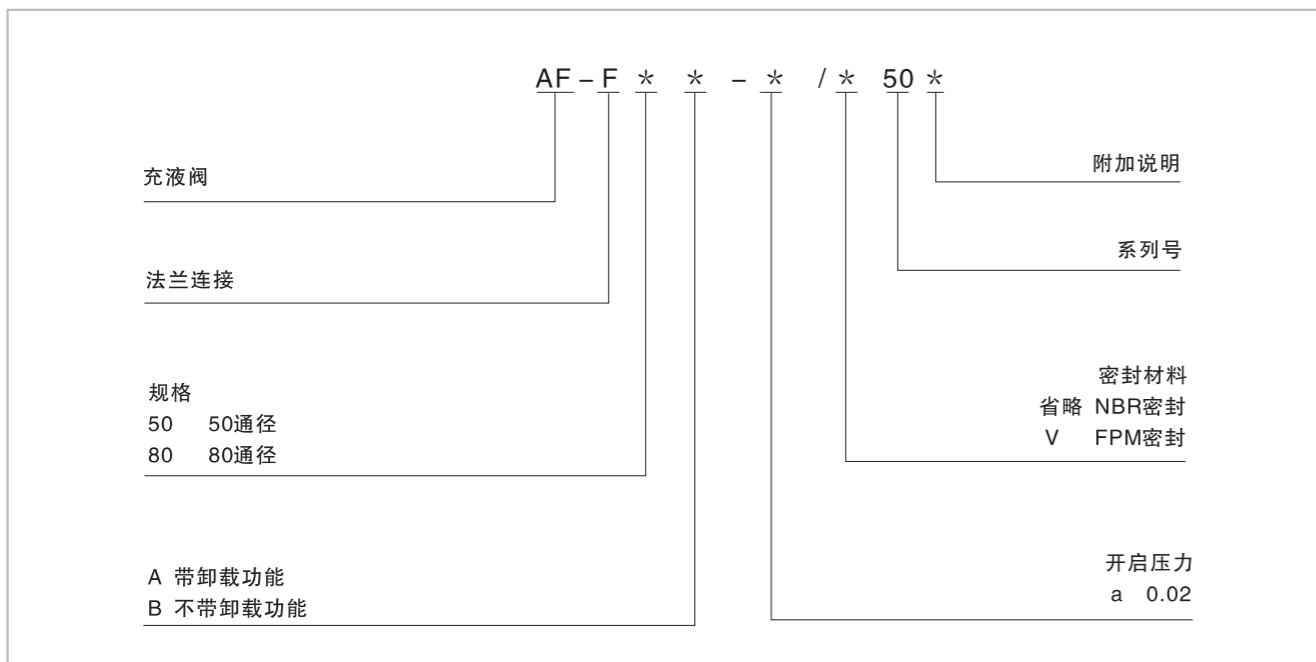 AF – F * * – * / * 50 *
充液阀
法兰连接
规格
50 50通径
80 80通径
A 带卸载功能
B 不带卸载功能
附加说明
系列号
密封材料
省略 NBR密封
V FPM密封
开启压力
a 0.02